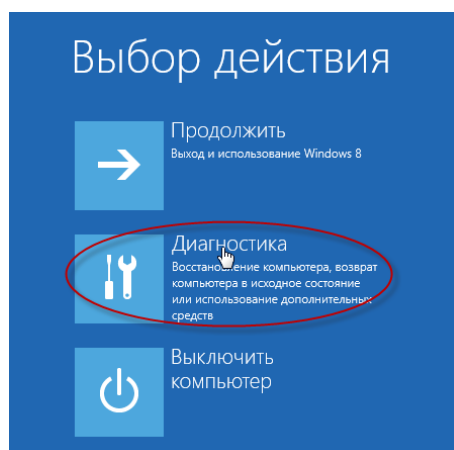 Выбор действия
Продолжить
Выход и использование Windows 8
Диагностика
Восстановление компьютера, возврат
компьютера в исходное состояние
или использование дополнительных
средств
Выключить
компьютер